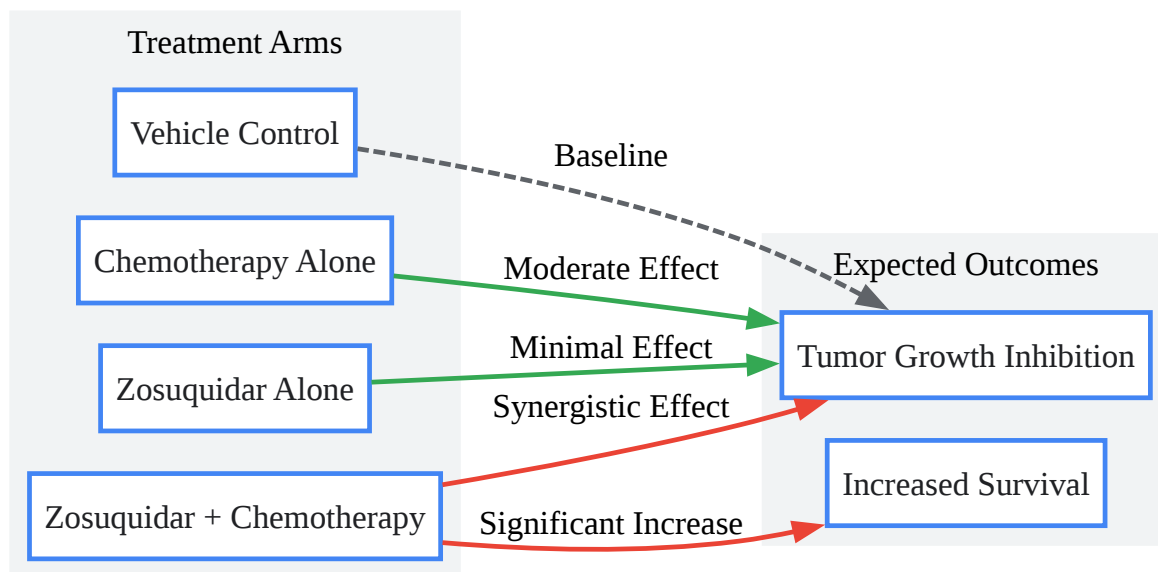 Treatment Arms
Vehicle Control
Baseline
Chemotherapy Alone
Moderate Effect
Expected Outcomes
Zosuquidar Alone
Minimal Effect
Tumor Growth Inhibition
Synergistic Effect
Zosuquidar + Chemotherapy
Significant Increase
Increased Survival